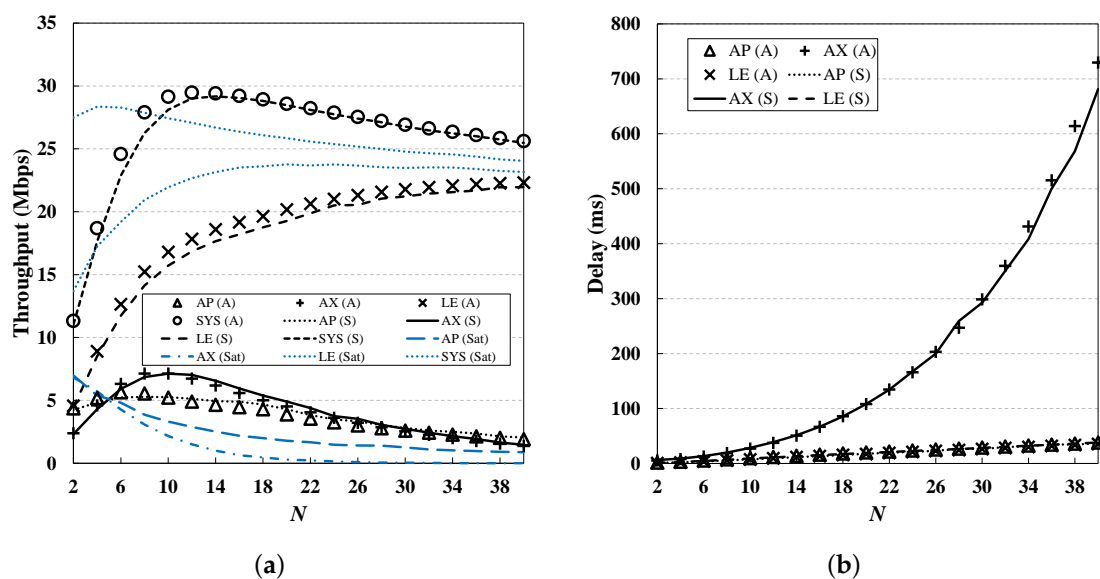 35
30
25
20
15
10
5
0
Throughput (Mbps)
AP (A) AX (A) LE (A)
SYS (A) AP (S) AX (S)
LE (S) SYS (S) AP (Sat)
AX (Sat) LE (Sat) SYS (Sat)
2 6 10 14 18 22 26 30 34 38
N
(a)
800
700
600
500
400
300
200
100
0
Delay (ms)
AP (A) AX (A)
LE (A) AP (S)
AX (S) LE (S)
2 6 10 14 18 22 26 30 34 38
N
(b)